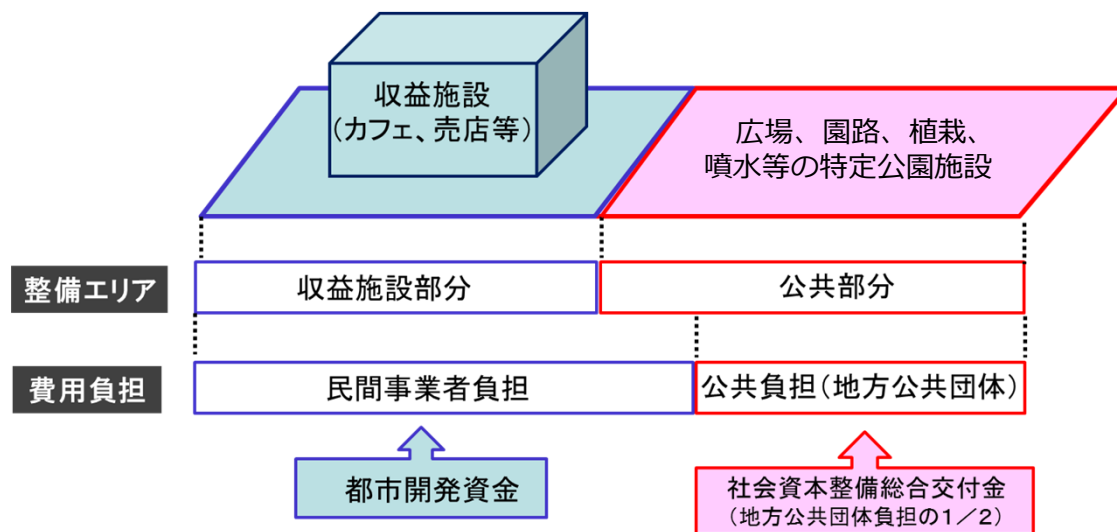 収益施設
(カフェ、売店等)
広場、園路、植栽、
噴水等の特定公園施設
整備エリア
収益施設部分
公共部分
費用負担
民間事業者負担
公共負担(地方公共団体)
都市開発資金
社会資本整備総合交付金
(地方公共団体負担の1/2)